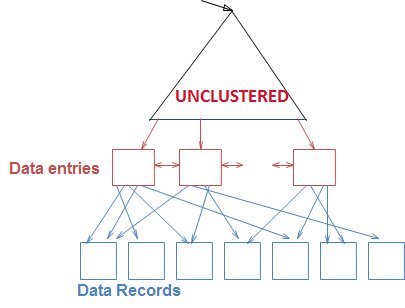 UNCLUSTERED
Data entries
Data Records